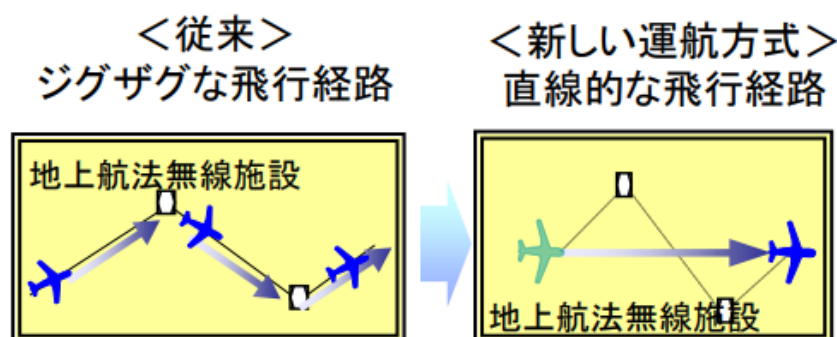 ＜従来＞
ジグザグな飛行経路
地上航法無線施設
＜新しい運航方式＞
直線的な飛行経路
地上航法無線施設